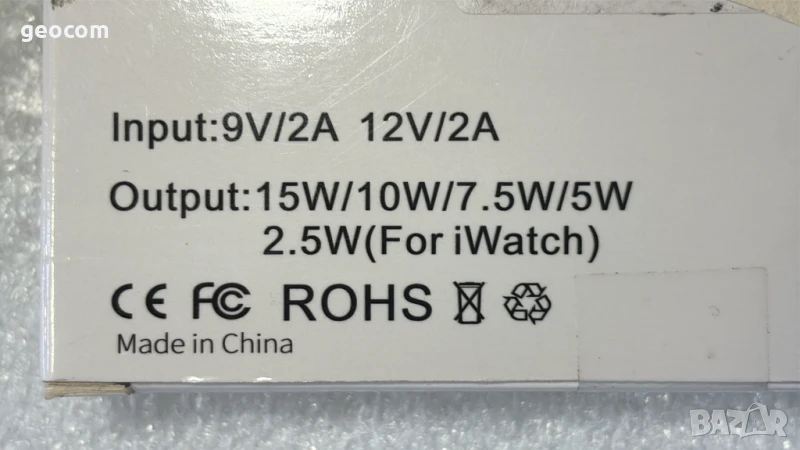 geocom
Input:9V/2A 12V/2A
Output:15W/10W/7.5W/5W
2.5W(For iWatch)
CE FC ROHS
Made in China
BAZAR